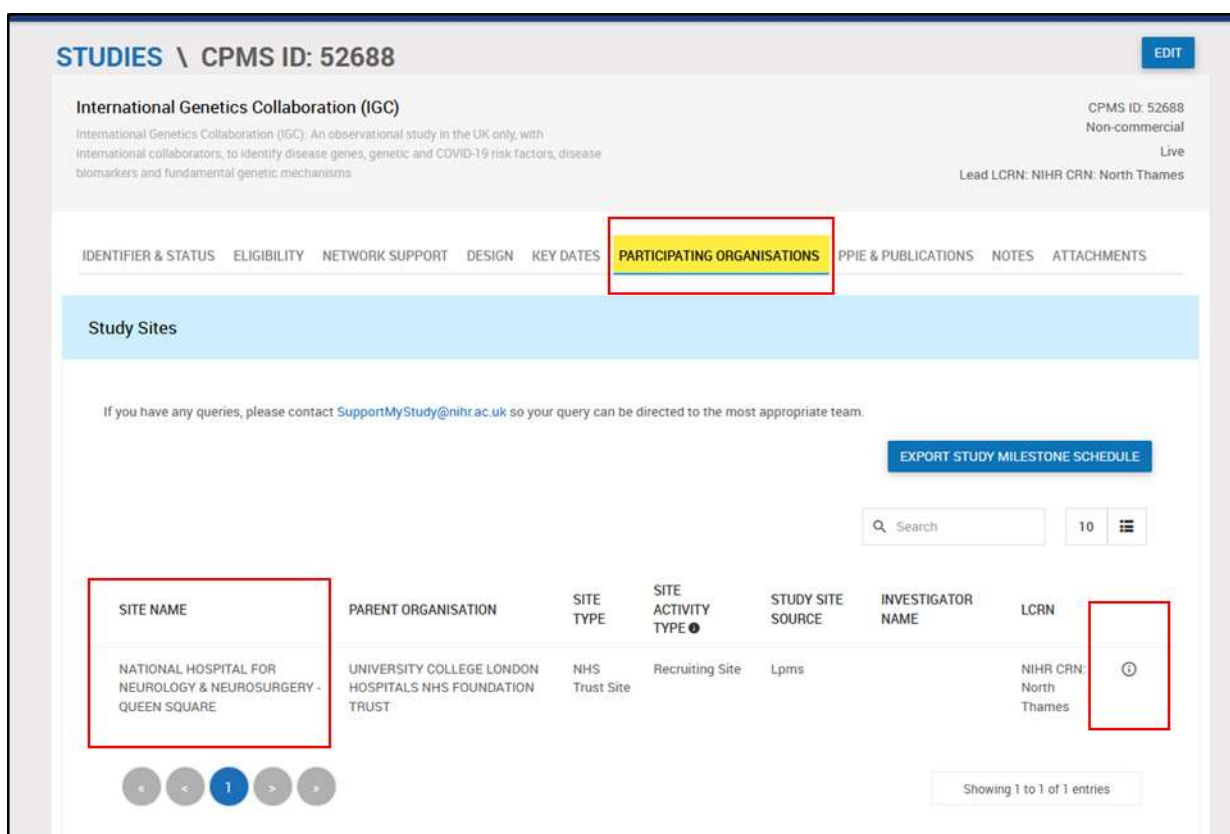 STUDIES \ CPMS ID: 52688
EDIT
International Genetics Collaboration (IGC)
International Genetics Collaboration (IGC): An observational study in the UK only, with
international collaborators, to identify disease genes, genetic and COVID-19 risk factors, disease
biomarkers and fundamental genetic mechanisms
CPMS ID: 52688
Non-commercial
Live
Lead LCRN: NIHR CRN: North Thames
IDENTIFIER & STATUS ELIGIBILITY NETWORK SUPPORT DESIGN KEY DATES PARTICIPATING ORGANISATIONS PPIE & PUBLICATIONS NOTES ATTACHMENTS
Study Sites
If you have any queries, please contact SupportMyStudy@nihr.ac.uk so your query can be directed to the most appropriate team.
EXPORT STUDY MILESTONE SCHEDULE
Search
10
SITE NAME
PARENT ORGANISATION
SITE
TYPE
SITE
ACTIVITY
TYPE
STUDY SITE
SOURCE
INVESTIGATOR
NAME
LCRN
NATIONAL HOSPITAL FOR
NEUROLOGY & NEUROSURGERY -
QUEEN SQUARE
UNIVERSITY COLLEGE LONDON
HOSPITALS NHS FOUNDATION
TRUST
NHS
Trust Site
Recruiting Site
Lpms
NIHR CRN:
North
Thames
« < 1 > »
Showing 1 to 1 of 1 entries